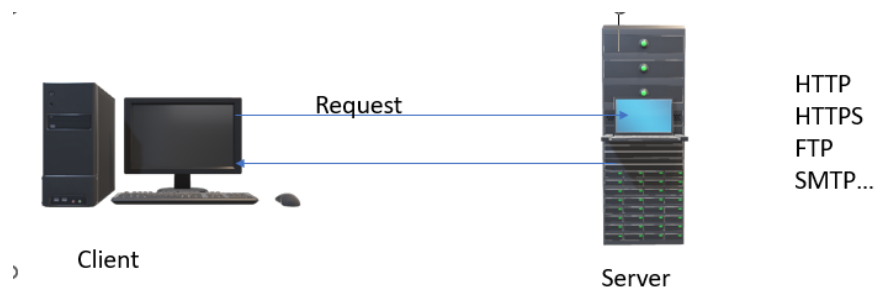 Request
HTTP
HTTPS
FTP
SMTP...
Client
Server